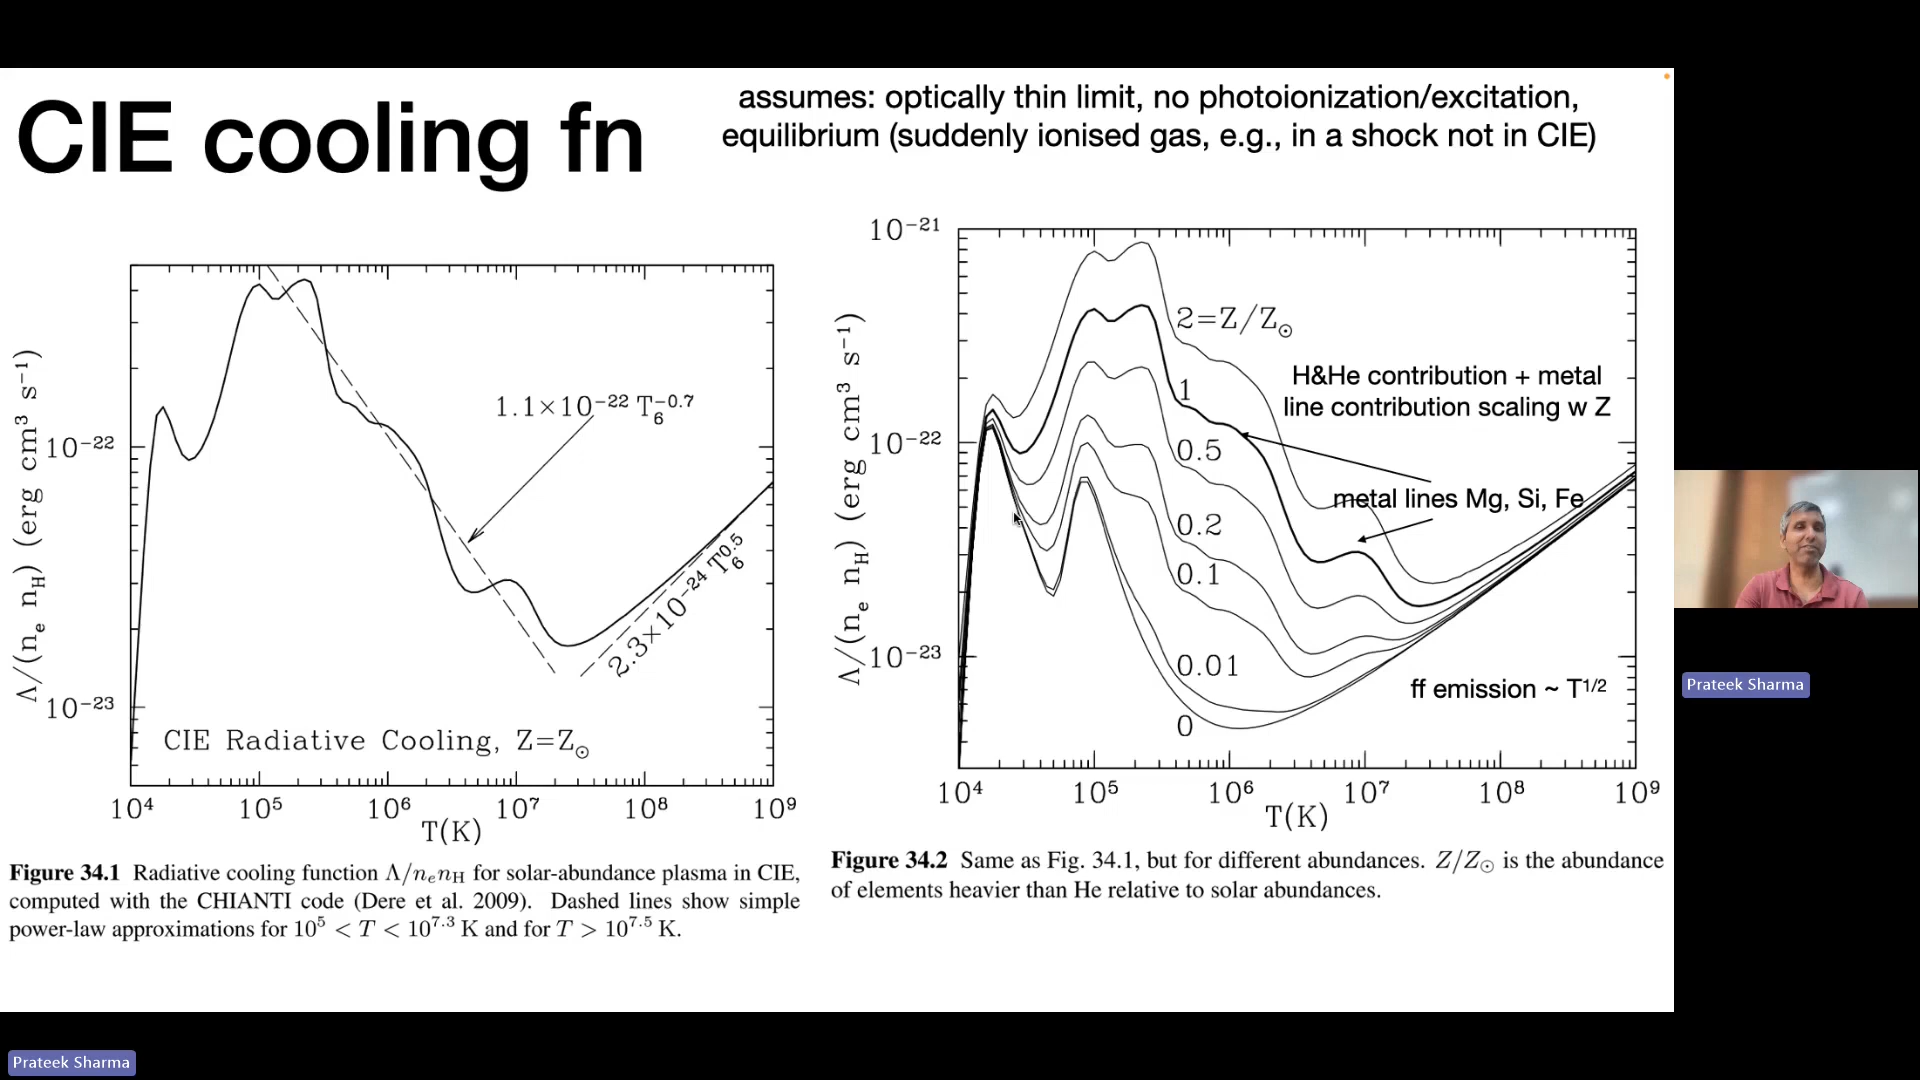 CIE cooling fn
assumes: optically thin limit, no photoionization/excitation,
equilibrium (suddenly ionised gas, e.g., in a shock not in CIE)
Λ/(nₑ n_H) (erg cm³ s⁻¹)
10⁻²²
10⁻²³
1.1×10⁻²² T₆⁻⁰·⁷
2.3×10⁻²⁴ T₆⁰·⁵
CIE Radiative Cooling, Z=Z⊙
10⁴ 10⁵ 10⁶ 10⁷ 10⁸ 10⁹
T(K)
Figure 34.1 Radiative cooling function Λ/nₑn_H for solar-abundance plasma in CIE,
computed with the CHIANTI code (Dere et al. 2009). Dashed lines show simple
power-law approximations for 10⁵ < T < 10⁷·³ K and for T > 10⁷·⁵ K.
Λ/(nₑ n_H) (erg cm³ s⁻¹)
10⁻²¹
10⁻²²
10⁻²³
2=Z/Z⊙
1
0.5
0.2
0.1
0.01
0
H&He contribution + metal
line contribution scaling w Z
metal lines Mg, Si, Fe
ff emission ~ T¹/²
10⁴ 10⁵ 10⁶ 10⁷ 10⁸ 10⁹
T(K)
Figure 34.2 Same as Fig. 34.1, but for different abundances. Z/Z⊙ is the abundance
of elements heavier than He relative to solar abundances.
Prateek Sharma
Prateek Sharma